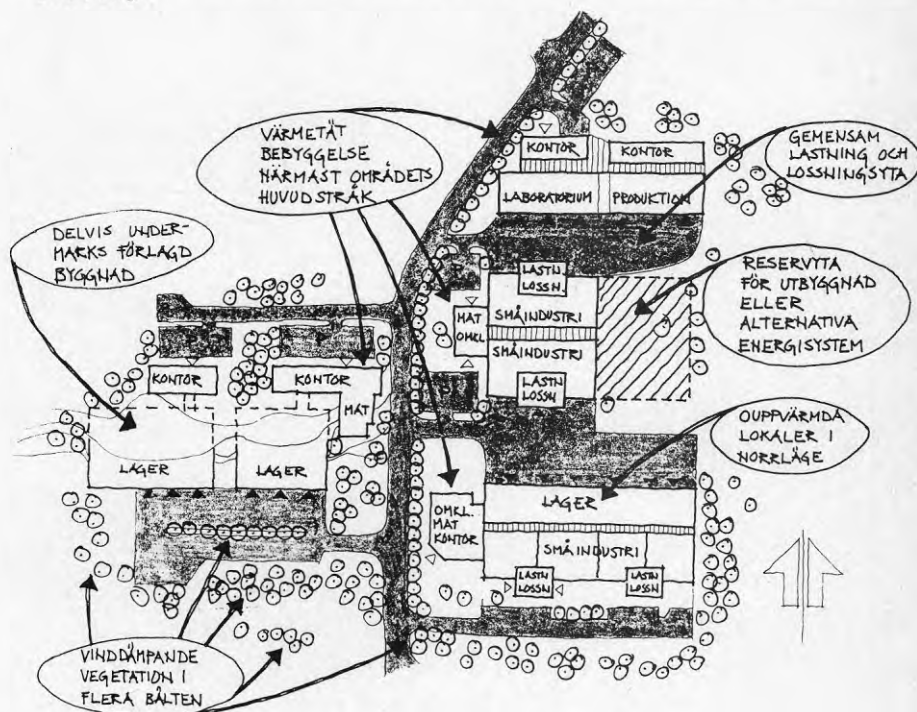 VÄRMETÄT
BEBYGGELSE
NÄRMAST OMRÅDETS
HUVUDSTRÅK
KONTOR
KONTOR
LABORATORIUM
PRODUKTION
GEMENSAM
LASTNING OCH
LOSSNINGSYTA
DELVIS UNDER-
MARKS FÖRLAGD
BYGGNAD
P
LASTN.
LOSSN.
MAT
OMKL.
SMÅINDUSTRI
SMÅINDUSTRI
LASTN
LOSSN
P
RESERVYTA
FÖR UTBYGGNAD
ELLER
ALTERNATIVA
ENERGISYSTEM
P
P
KONTOR
KONTOR
MAT
LAGER
LAGER
OUPPVÄRMDA
LOKALER I
NORRLÄGE
OMKL.
MAT
KONTOR
LAGER
SMÅINDUSTRI
LASTN
LOSSN
LASTN
LOSSN
VINDDÄMPANDE
VEGETATION I
FLERA BÄLTEN